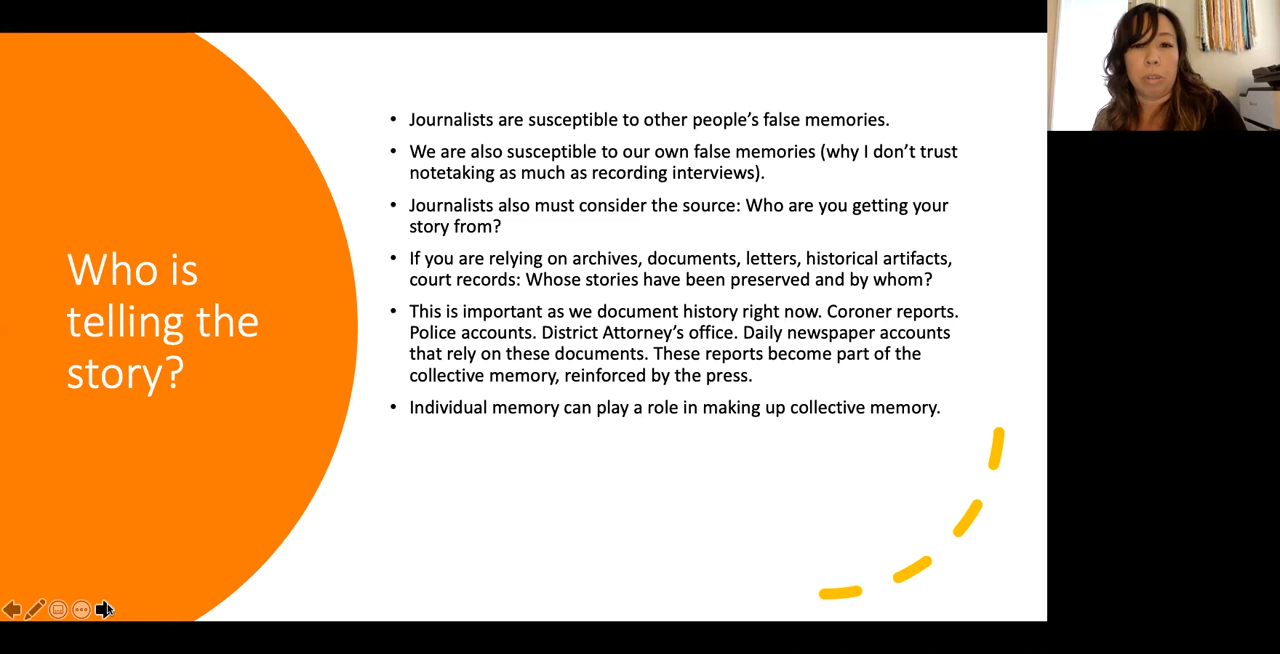 Who is
telling the
story?
• Journalists are susceptible to other people’s false memories.
• We are also susceptible to our own false memories (why I don’t trust
notetaking as much as recording interviews).
• Journalists also must consider the source: Who are you getting your
story from?
• If you are relying on archives, documents, letters, historical artifacts,
court records: Whose stories have been preserved and by whom?
• This is important as we document history right now. Coroner reports.
Police accounts. District Attorney’s office. Daily newspaper accounts
that rely on these documents. These reports become part of the
collective memory, reinforced by the press.
• Individual memory can play a role in making up collective memory.